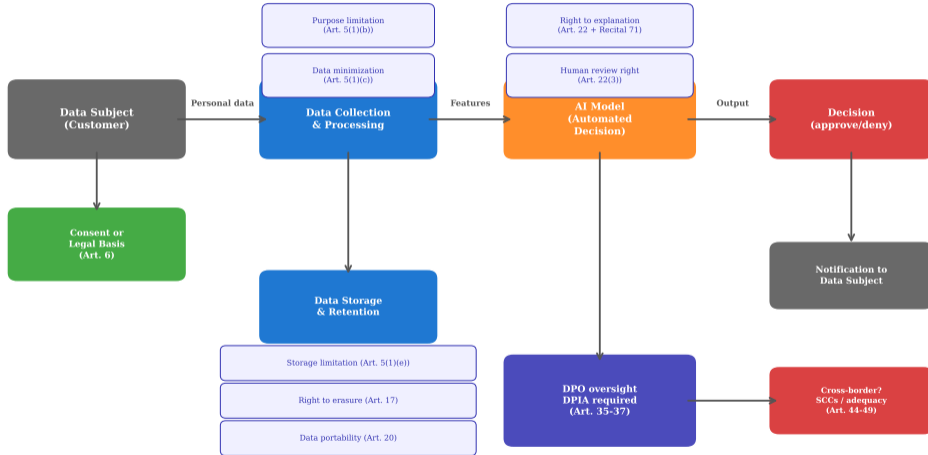 Purpose limitation
(Art. 5(1)(b))
Right to explanation
(Art. 22 + Recital 71)
Data minimization
(Art. 5(1)(c))
Human review right
(Art. 22(3))
Data Subject
(Customer)
Personal data
Data Collection
& Processing
Features
AI Model
(Automated
Decision)
Output
Decision
(approve/deny)
Consent or
Legal Basis
(Art. 6)
Notification to
Data Subject
Data Storage
& Retention
Storage limitation (Art. 5(1)(e))
Right to erasure (Art. 17)
Data portability (Art. 20)
DPO oversight
DPIA required
(Art. 35-37)
Cross-border?
SCCs / adequacy
(Art. 44-49)